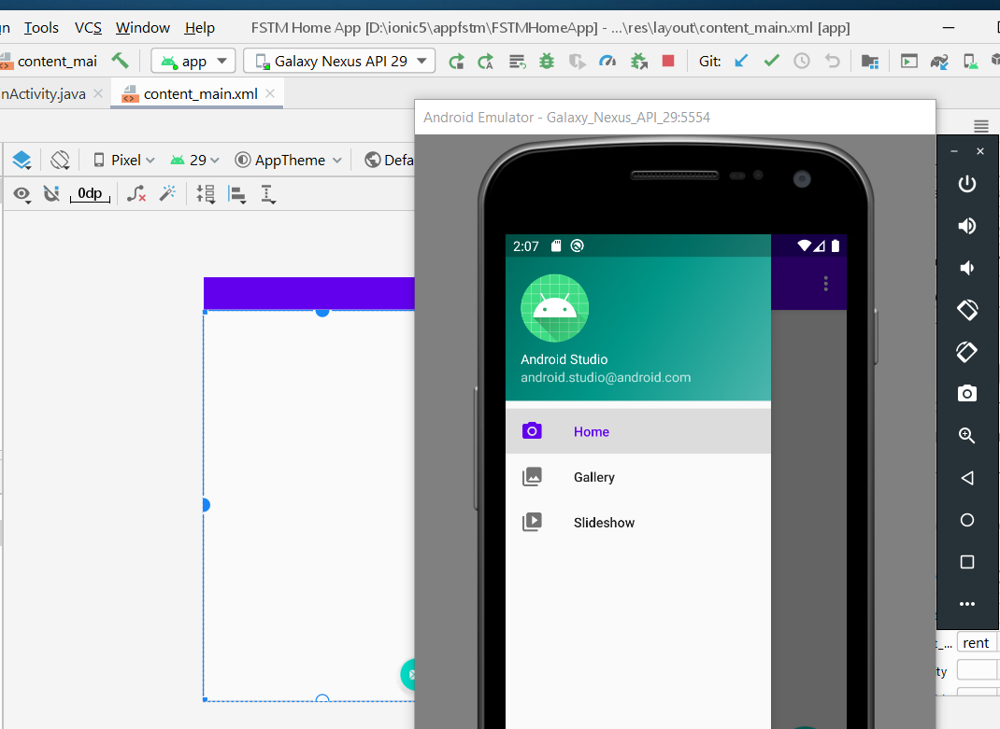 n Tools VCS Window Help FSTM Home App [D:\ionic5\appfstm\FSTMHomeApp] - ...\res\layout\content_main.xml [app]
content_mai app Galaxy Nexus API 29 Git:
nActivity.java content_main.xml
Android Emulator - Galaxy_Nexus_API_29:5554
Pixel 29 AppTheme Defa
0dp
2:07
Android Studio
android.studio@android.com
Home
Gallery
Slideshow
t_... rent
ty